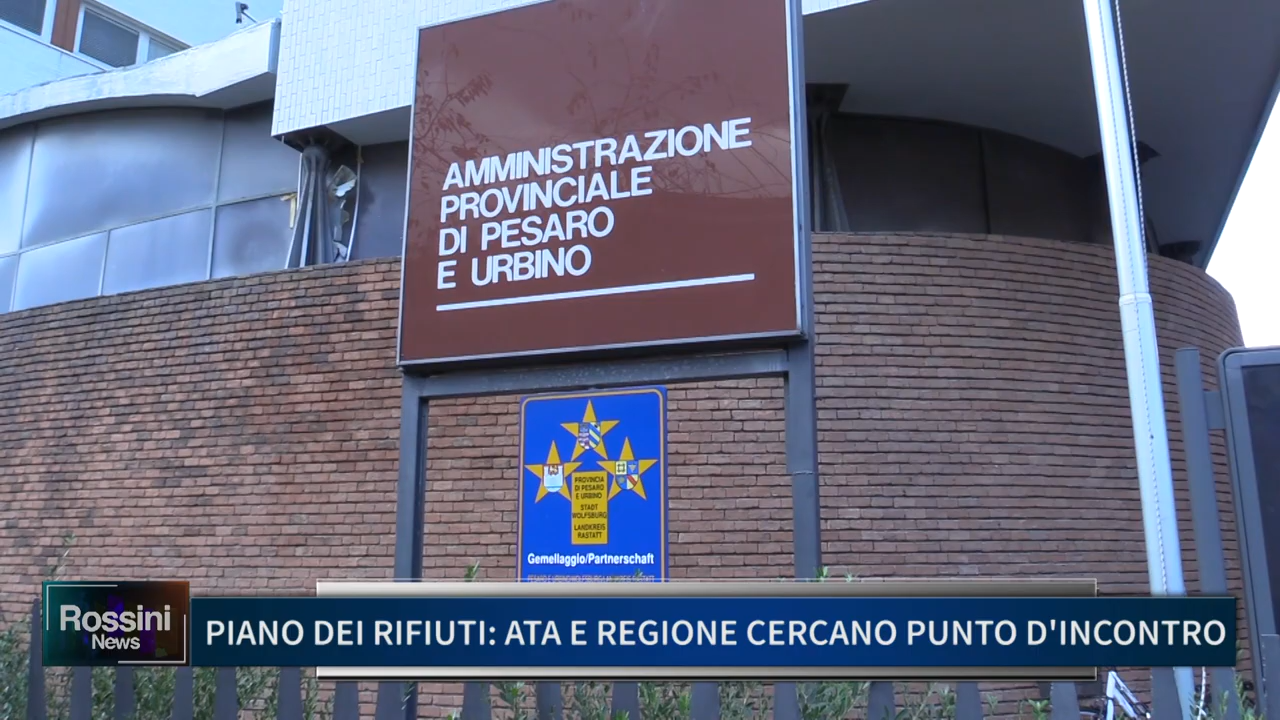 AMMINISTRAZIONE
PROVINCIALE
DI PESARO
E URBINO
PROVINCIA
DI PESARO
E URBINO
STADT
WOLFSBURG
LANDKREIS
RASTATT
Gemellaggio/Partnerschaft
Rossini
News
PIANO DEI RIFIUTI: ATA E REGIONE CERCANO PUNTO D'INCONTRO